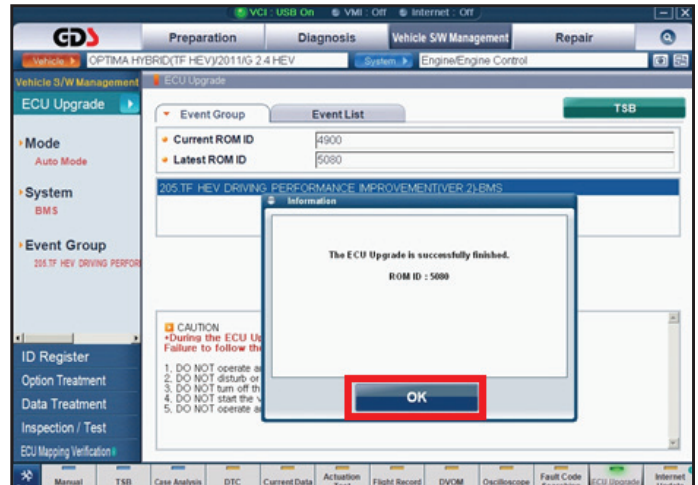 VCI : USB On VMI : Off Internet : Off
GDS Preparation Diagnosis Vehicle S/W Management Repair
Vehicle OPTIMA HYBRID(TF HEV)/2011/G 2.4 HEV System Engine/Engine Control
Vehicle S/W Management ECU Upgrade
ECU Upgrade
TSB
Event Group Event List
Current ROM ID 4900
Latest ROM ID 5080
Mode
Auto Mode
System
BMS
Event Group
205.TF HEV DRIVING PERFOR
205.TF HEV DRIVING PERFORMANCE IMPROVEMENT(VER.2)-BMS
Information
The ECU Upgrade is successfully finished.
ROM ID : 5080
OK
CAUTION
•During the ECU Up
Failure to follow the
1. DO NOT operate a
2. DO NOT disturb or
3. DO NOT turn off th
4. DO NOT start the v
5. DO NOT operate a
ID Register
Option Treatment
Data Treatment
Inspection / Test
ECU Mapping Verification
Manual TSB Case Analysis DTC Current Data Actuation Flight Record DVOM Oscilloscope Fault Code ECU Upgrade Internet